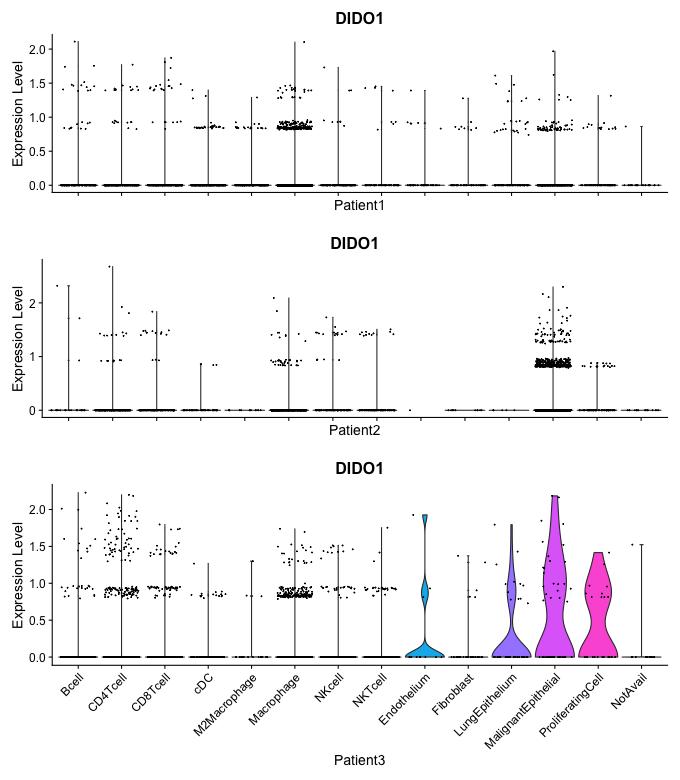 DIDO1
Expression Level
2.0
1.5
1.0
0.5
0.0
Patient1
DIDO1
Expression Level
2
1
0
Patient2
DIDO1
Expression Level
2.0
1.5
1.0
0.5
0.0
Bcell
CD4Tcell
CD8Tcell
cDC
M2Macrophage
Macrophage
NKcell
NKTcell
Endothelium
Fibroblast
LungEpithelium
MalignantEpithelial
ProliferatingCell
NotAvail
Patient3